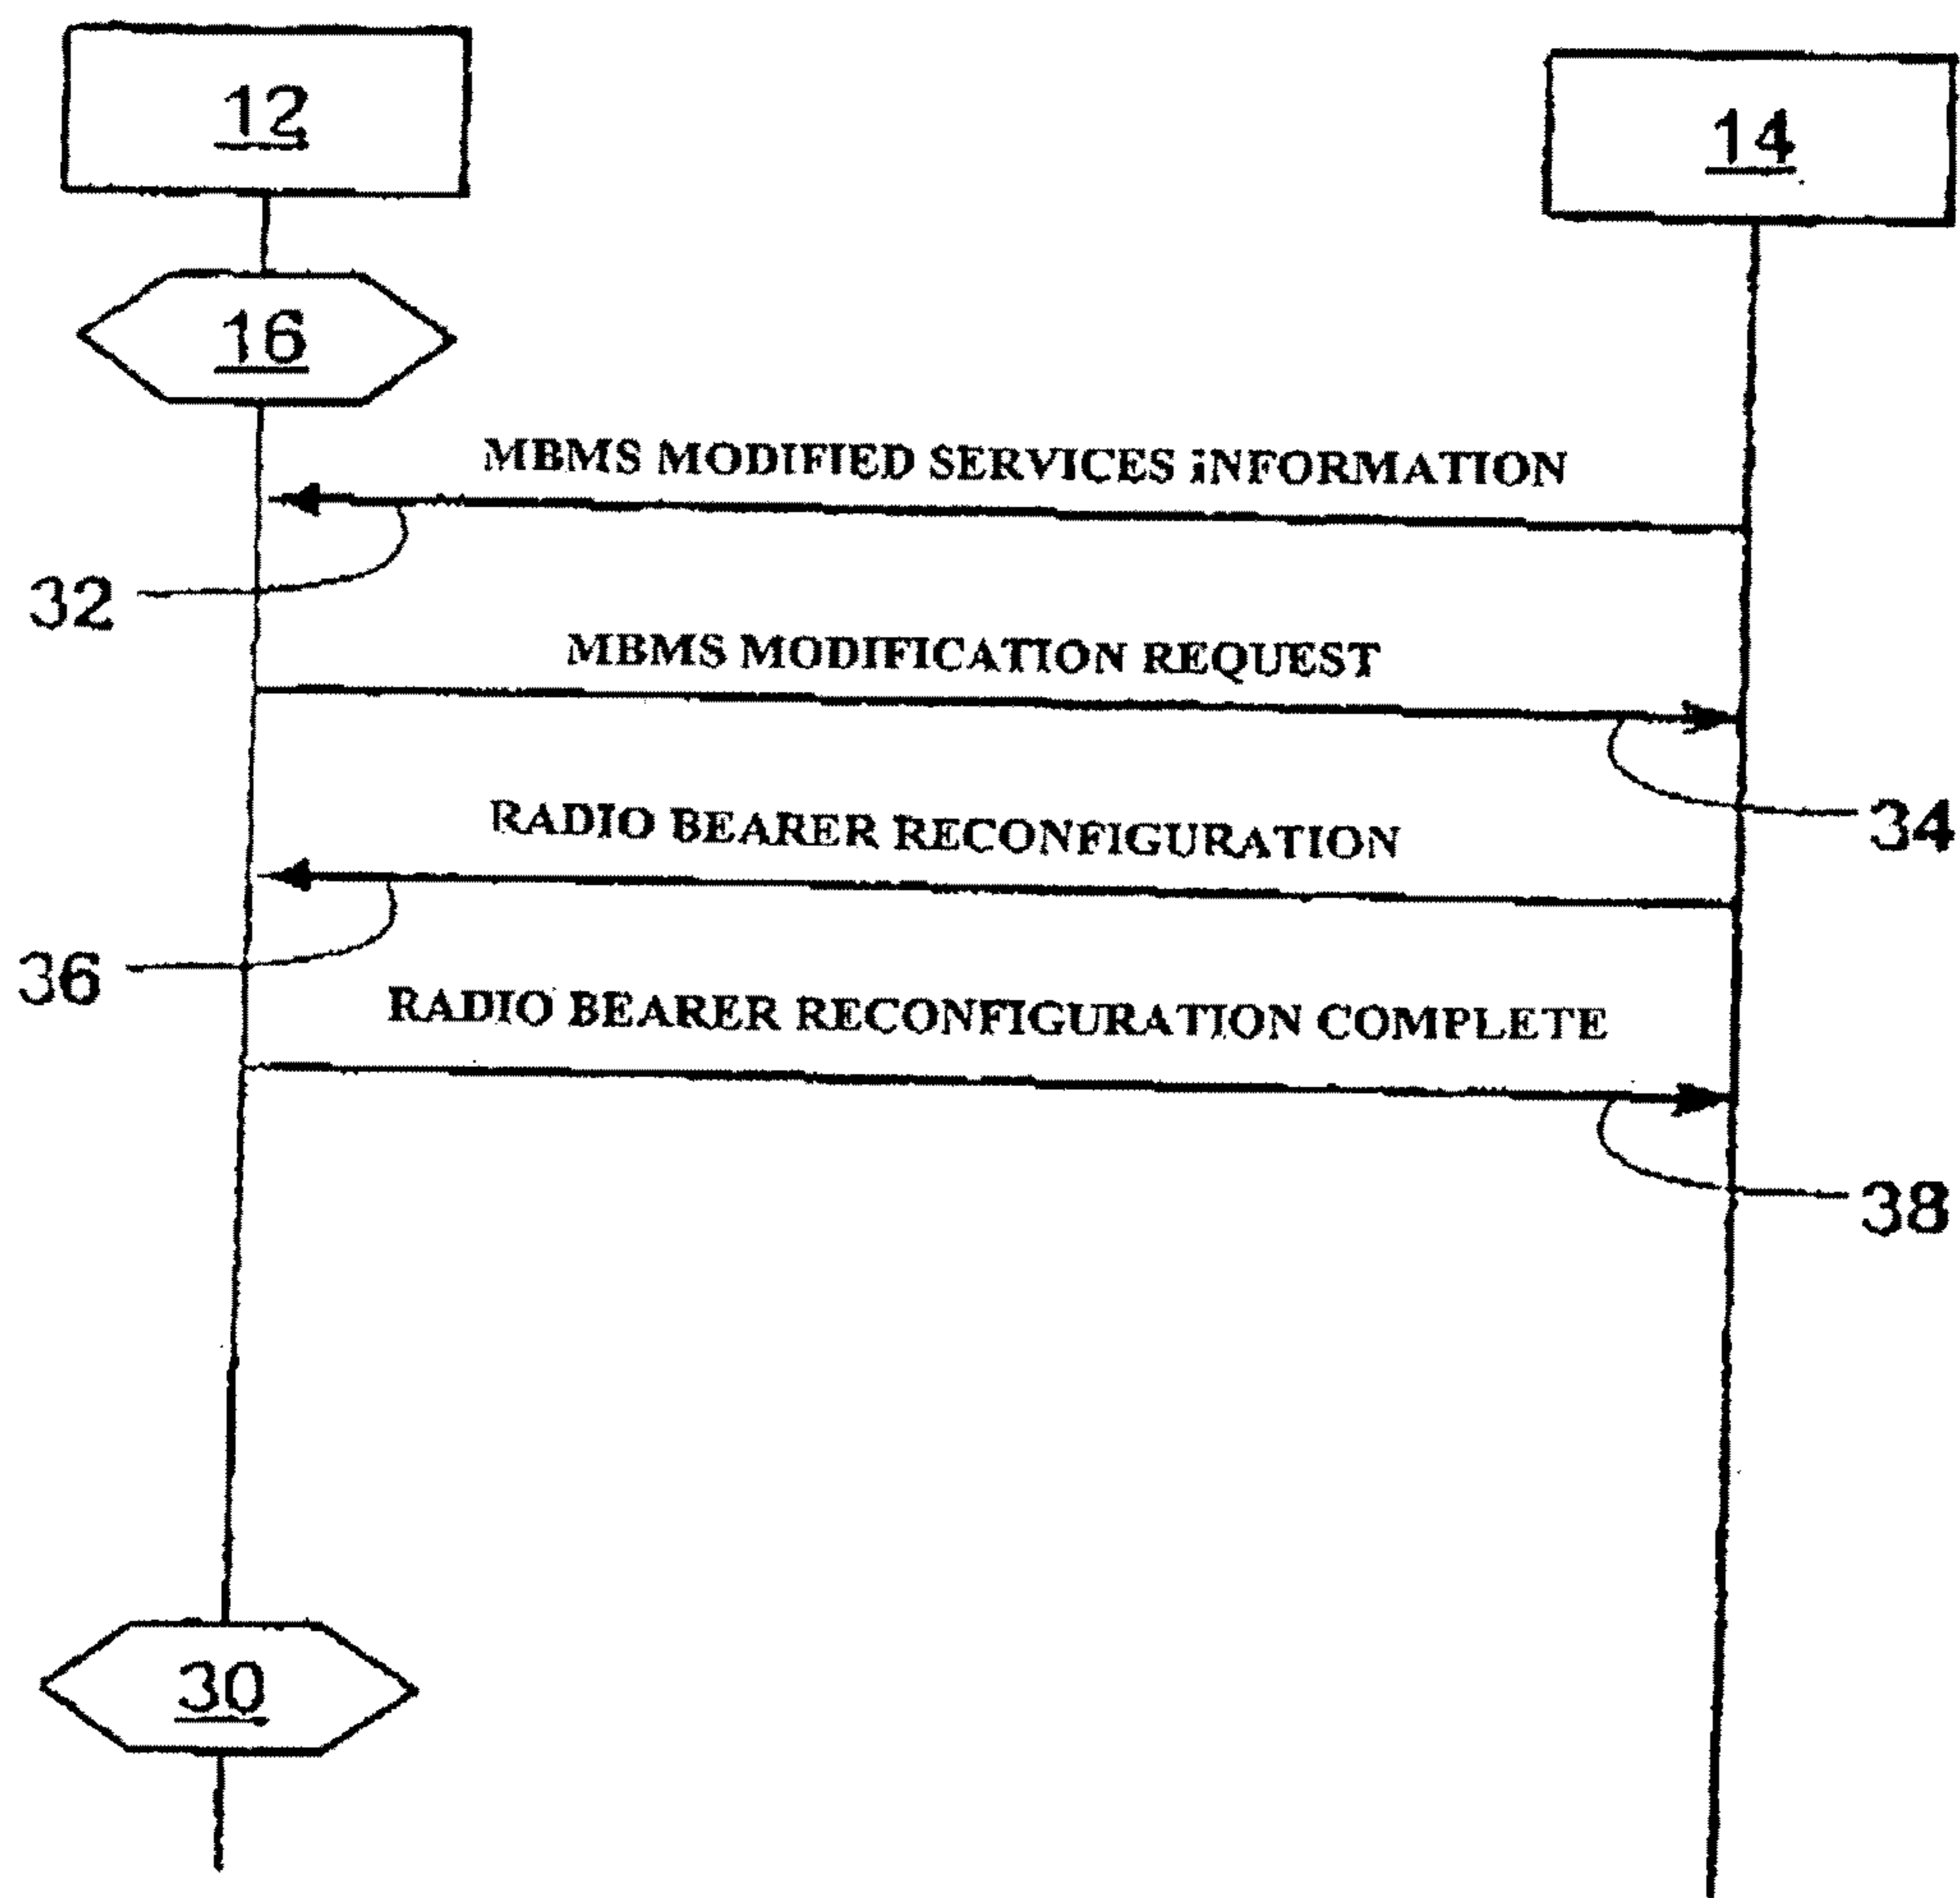 12
14
16
MBMS MODIFIED SERVICES iNFORMATION
32
MBMS MODIFICATION REQUEST
34
RADIO BEARER RECONFIGURATION
36
RADIO BEARER RECONFIGURATION COMPLETE
38
30